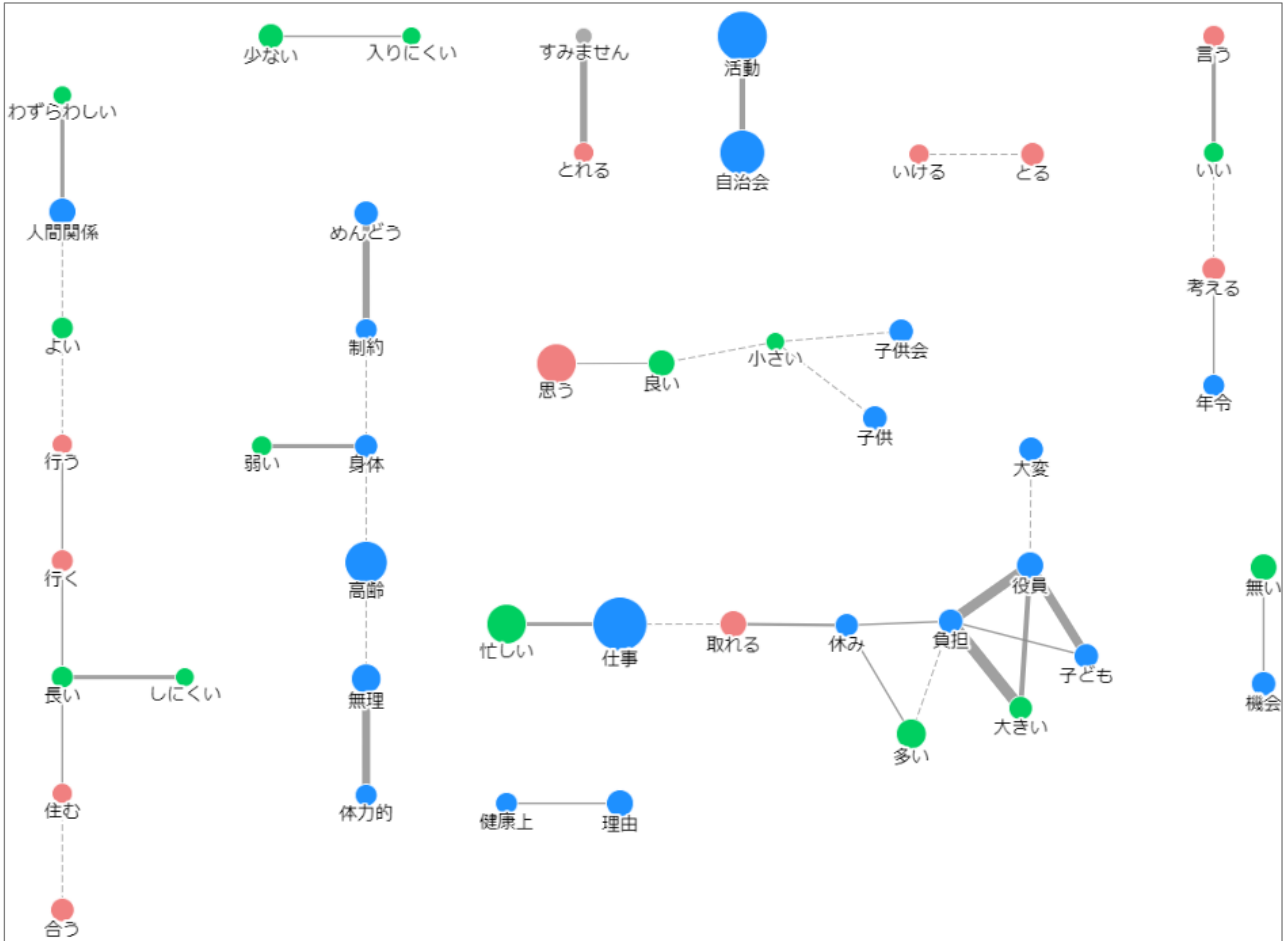 少ない
入りにくい
すみません
活動
言う
わずらわしい
とれる
自治会
いける
とる
いい
人間関係
めんどう
考える
よい
制約
思う
良い
小さい
子供会
年令
子供
行う
弱い
身体
大変
行く
高齢
役員
無い
忙しい
仕事
取れる
休み
負担
子ども
長い
しにくい
無理
大きい
機会
多い
住む
体力的
健康上
理由
合う